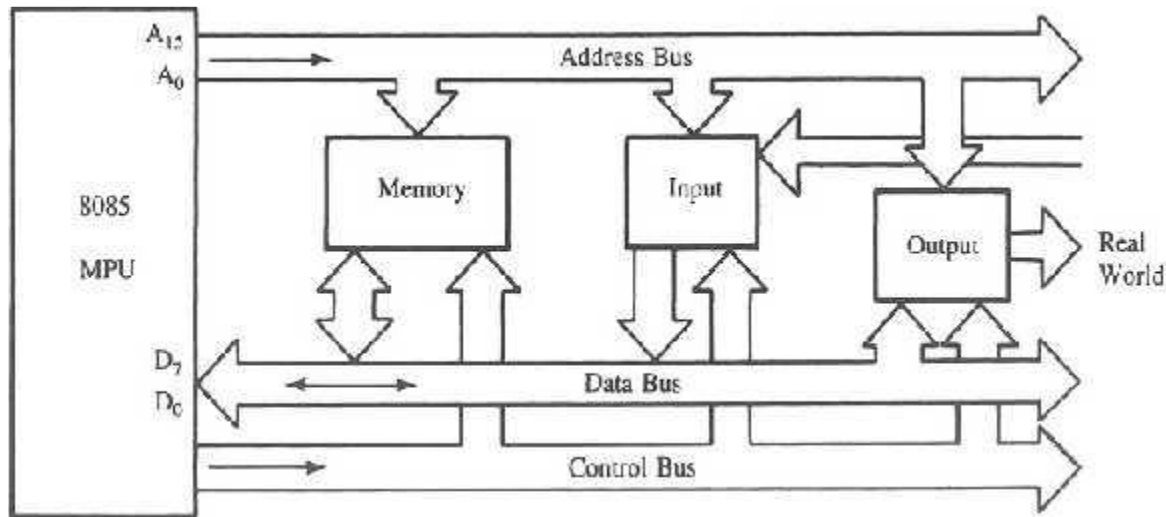 A₁₅
Address Bus
A₀
Memory
Input
8085
MPU
Output
Real
World
D₇
Data Bus
D₀
Control Bus